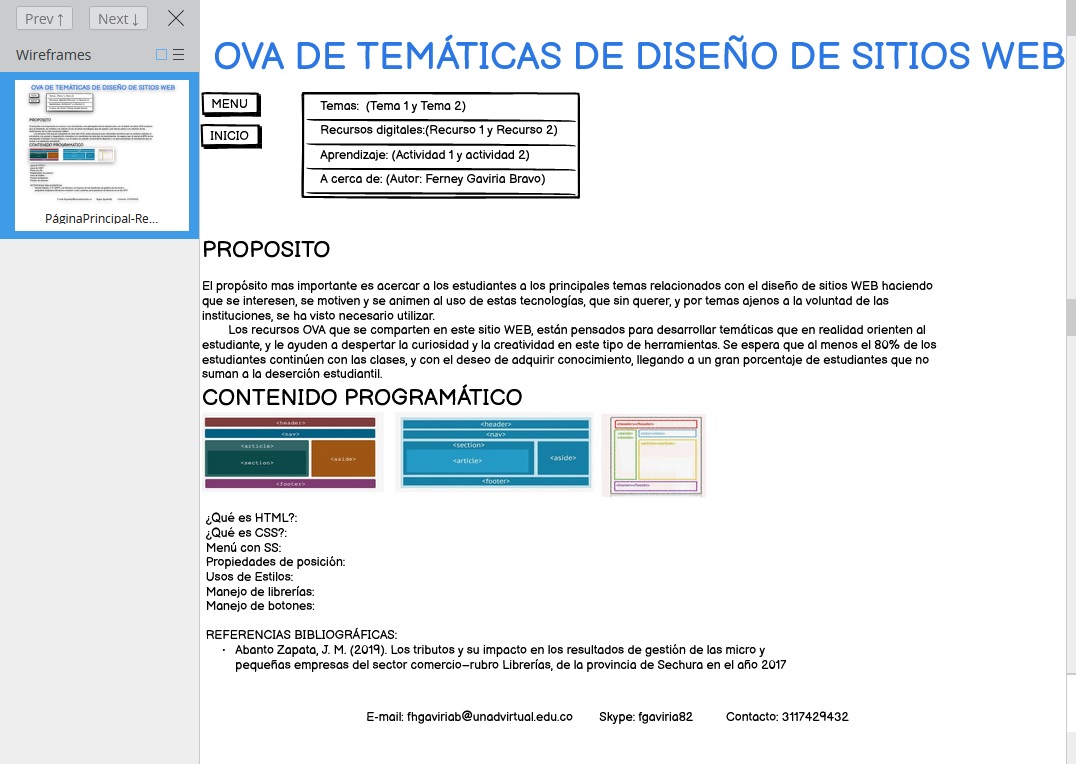 Prev ↑ Next ↓
Wireframes
PáginaPrincipal-Re...
OVA DE TEMÁTICAS DE DISEÑO DE SITIOS WEB
MENU
INICIO
Temas: (Tema 1 y Tema 2)
Recursos digitales:(Recurso 1 y Recurso 2)
Aprendizaje: (Actividad 1 y actividad 2)
A cerca de: (Autor: Ferney Gaviria Bravo)
PROPOSITO
El propósito mas importante es acercar a los estudiantes a los principales temas relacionados con el diseño de sitios WEB haciendo
que se interesen, se motiven y se animen al uso de estas tecnologías, que sin querer, y por temas ajenos a la voluntad de las
instituciones, se ha visto necesario utilizar.
Los recursos OVA que se comparten en este sitio WEB, están pensados para desarrollar temáticas que en realidad orienten al
estudiante, y le ayuden a despertar la curiosidad y la creatividad en este tipo de herramientas. Se espera que al menos el 80% de los
estudiantes continúen con las clases, y con el deseo de adquirir conocimiento, llegando a un gran porcentaje de estudiantes que no
suman a la deserción estudiantil.
CONTENIDO PROGRAMÁTICO
<header>
<nav>
<article>
<section>
<aside>
<footer>
<header>
<nav>
<section>
<article>
<aside>
<footer>
¿Qué es HTML?:
¿Qué es CSS?:
Menú con SS:
Propiedades de posición:
Usos de Estilos:
Manejo de librerías:
Manejo de botones:
REFERENCIAS BIBLIOGRÁFICAS:
• Abanto Zapata, J. M. (2019). Los tributos y su impacto en los resultados de gestión de las micro y
pequeñas empresas del sector comercio–rubro Librerías, de la provincia de Sechura en el año 2017
E-mail: fhgaviriab@unadvirtual.edu.co Skype: fgaviria82 Contacto: 3117429432